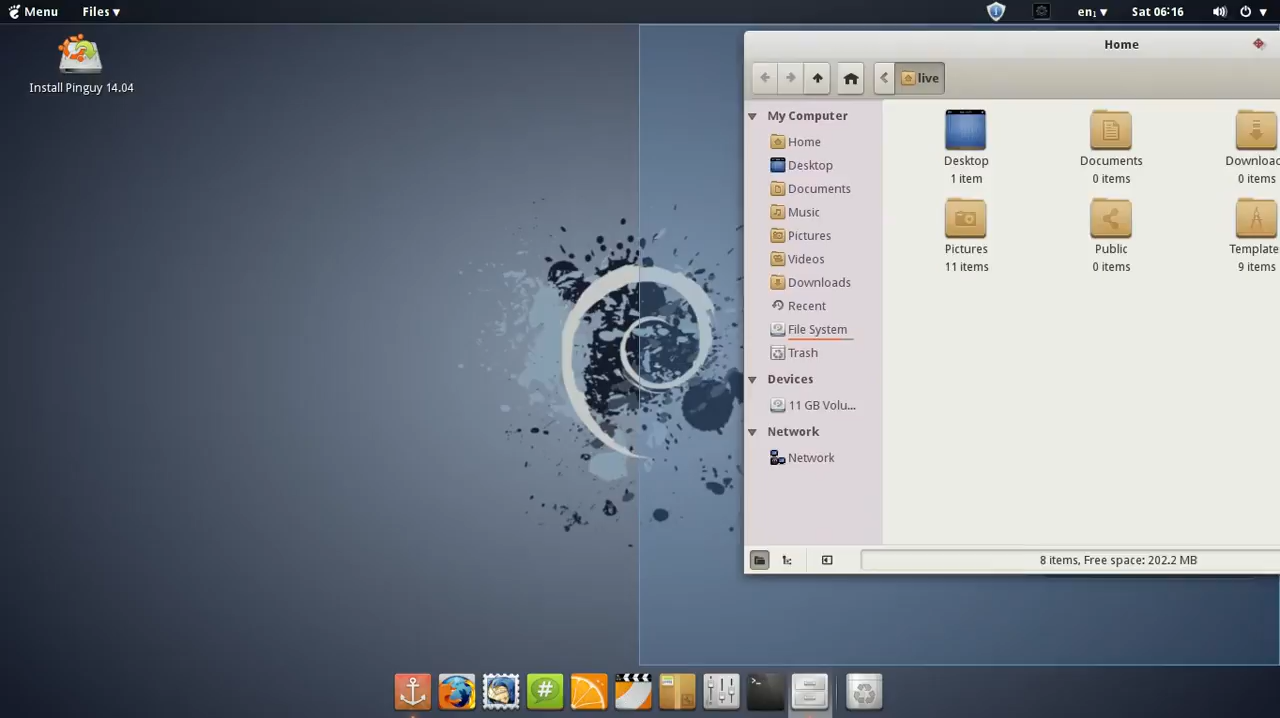 Menu Files ▾ en₁ ▾ Sat 06:16
Install Pinguy 14.04
Home
live
My Computer
Home
Desktop
Documents
Music
Pictures
Videos
Downloads
Recent
File System
Trash
Devices
11 GB Volu...
Network
Network
Desktop
1 item
Documents
0 items
Downloac
0 items
Pictures
11 items
Public
0 items
Template
9 items
8 items, Free space: 202.2 MB